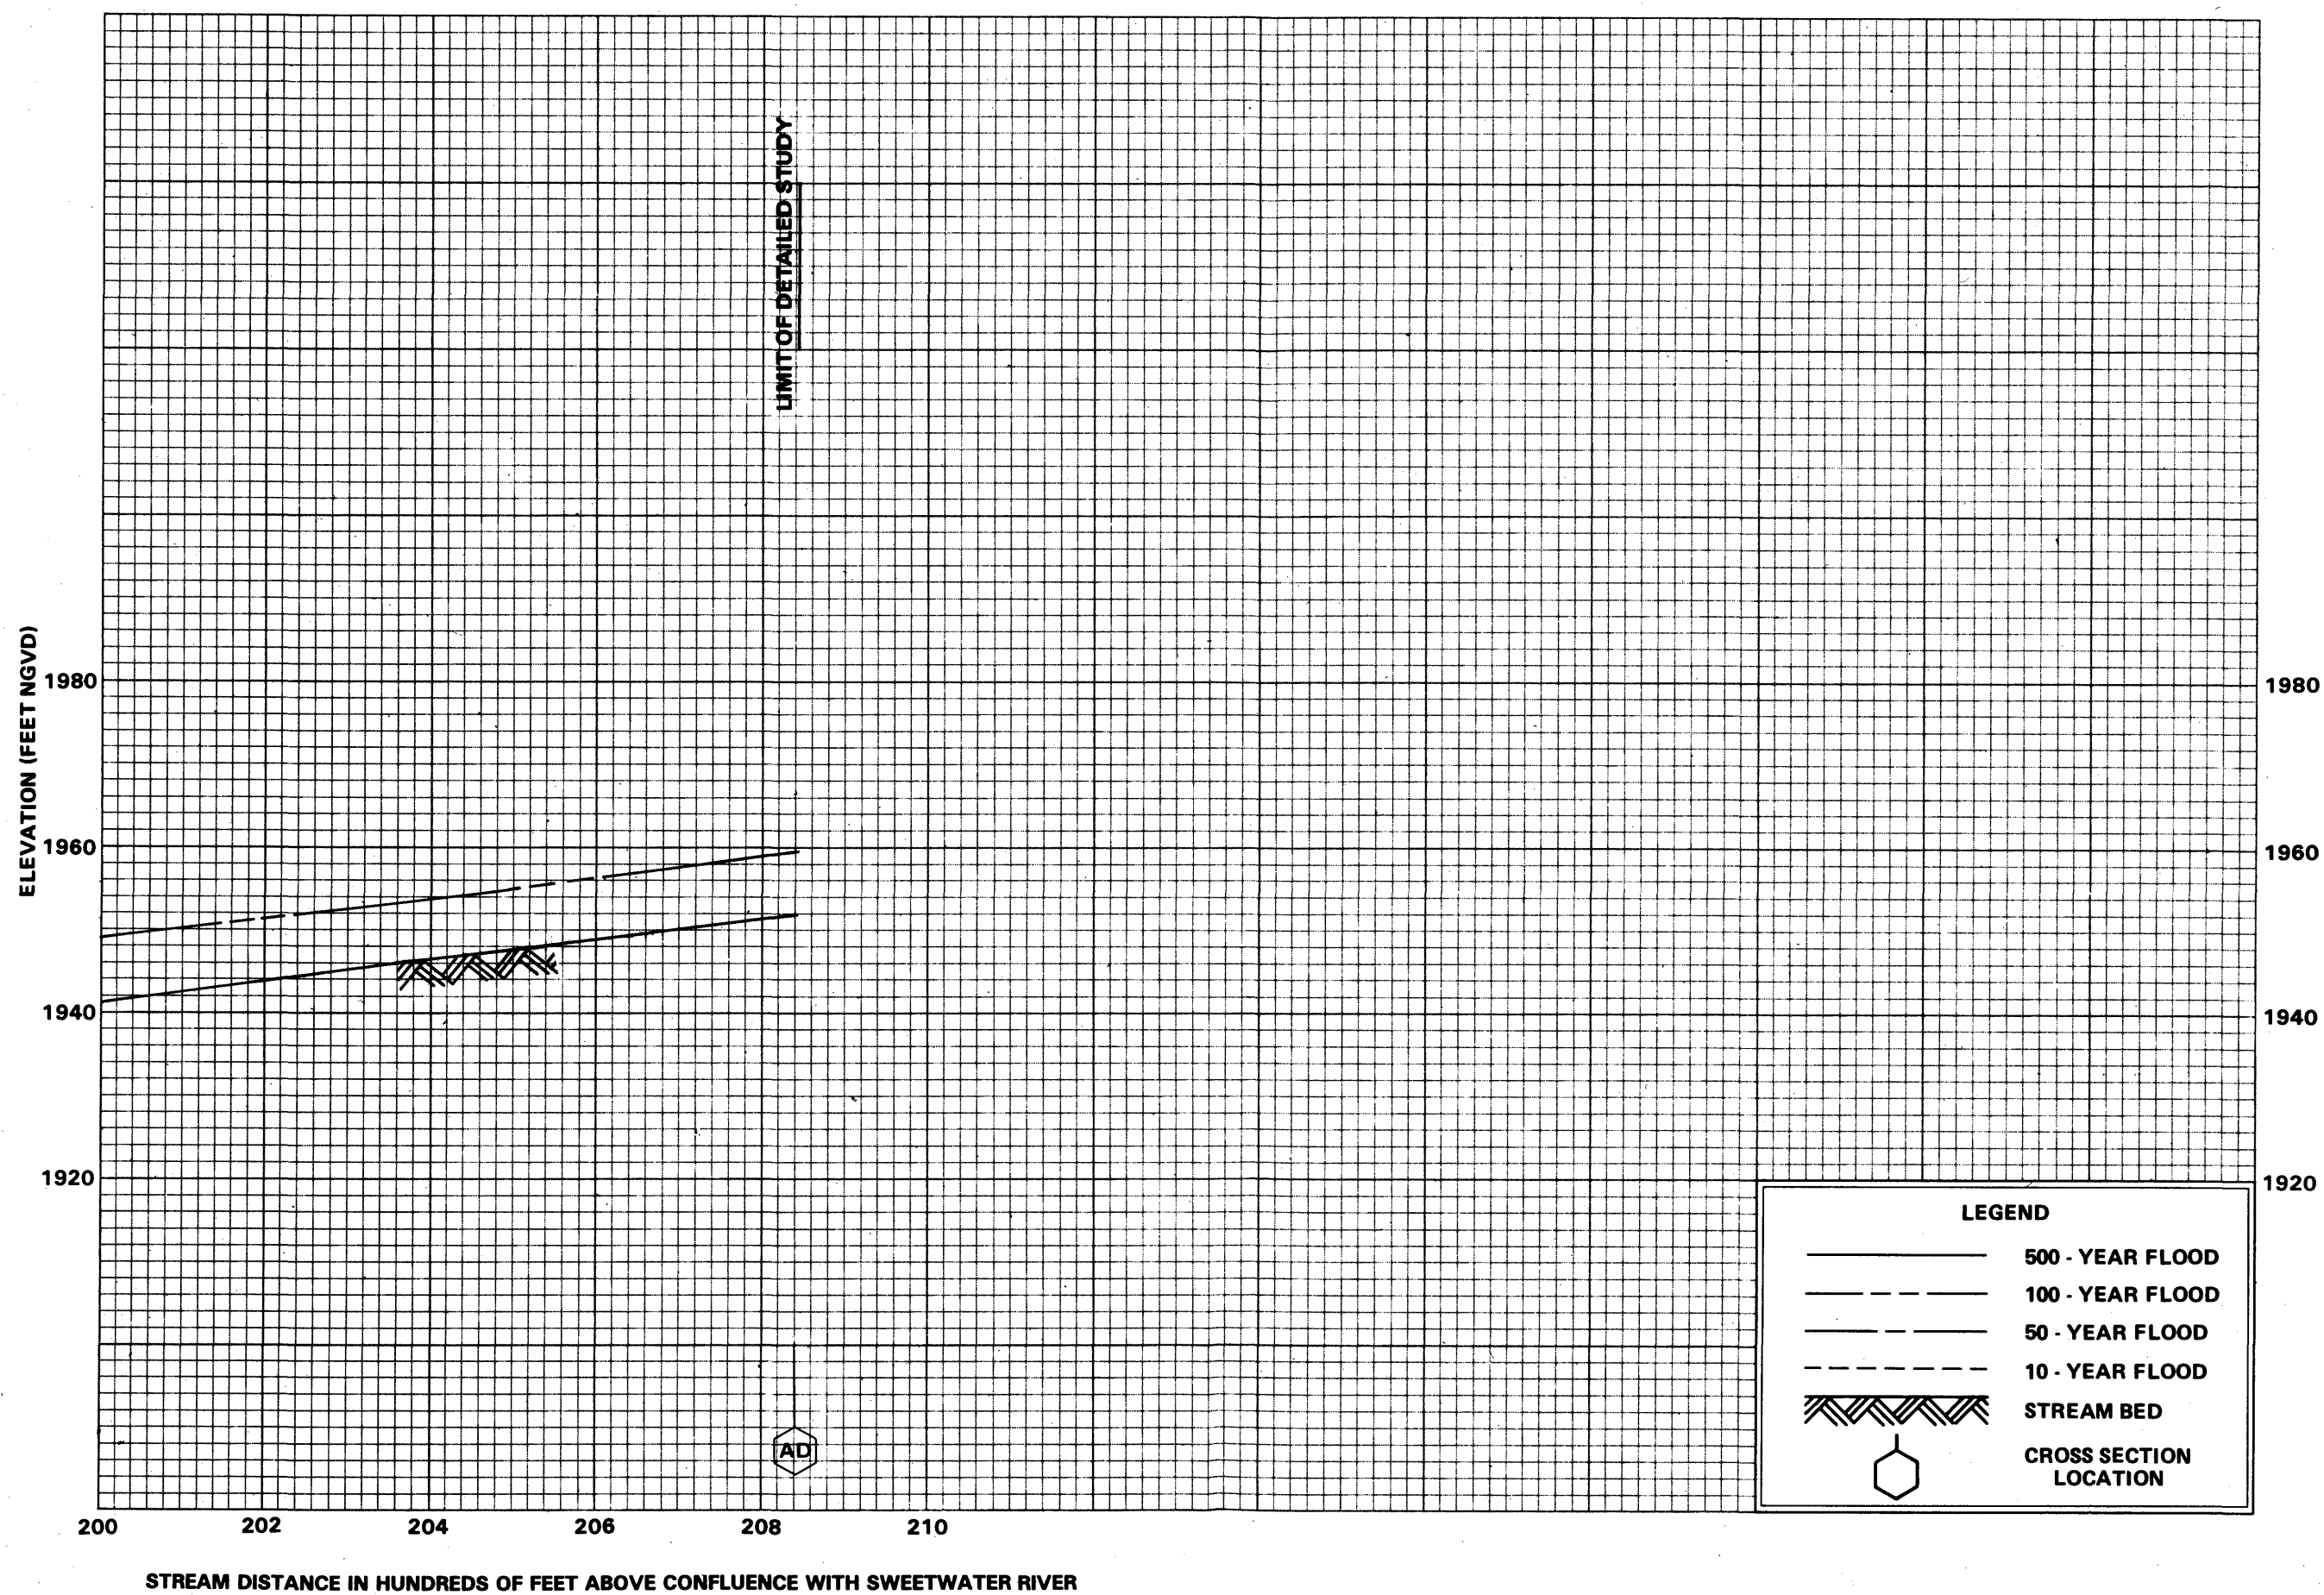 LIMIT OF DETAILED STUDY
ELEVATION (FEET NGVD)
1980
1960
1940
1920
1980
1960
1940
1920
AD
LEGEND
500 - YEAR FLOOD
100 - YEAR FLOOD
50 - YEAR FLOOD
10 - YEAR FLOOD
STREAM BED
CROSS SECTION
LOCATION
200 202 204 206 208 210
STREAM DISTANCE IN HUNDREDS OF FEET ABOVE CONFLUENCE WITH SWEETWATER RIVER